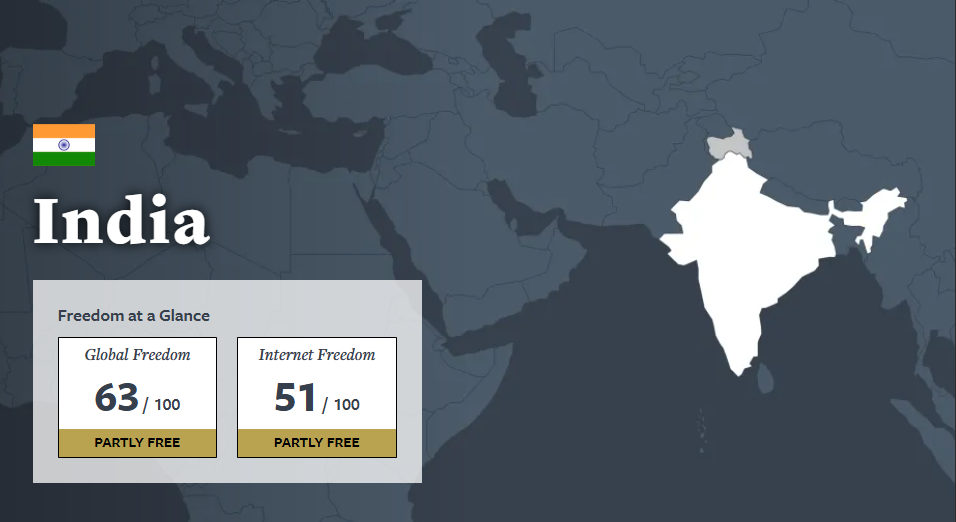 India
Freedom at a Glance
Global Freedom
63 / 100
PARTLY FREE
Internet Freedom
51 / 100
PARTLY FREE